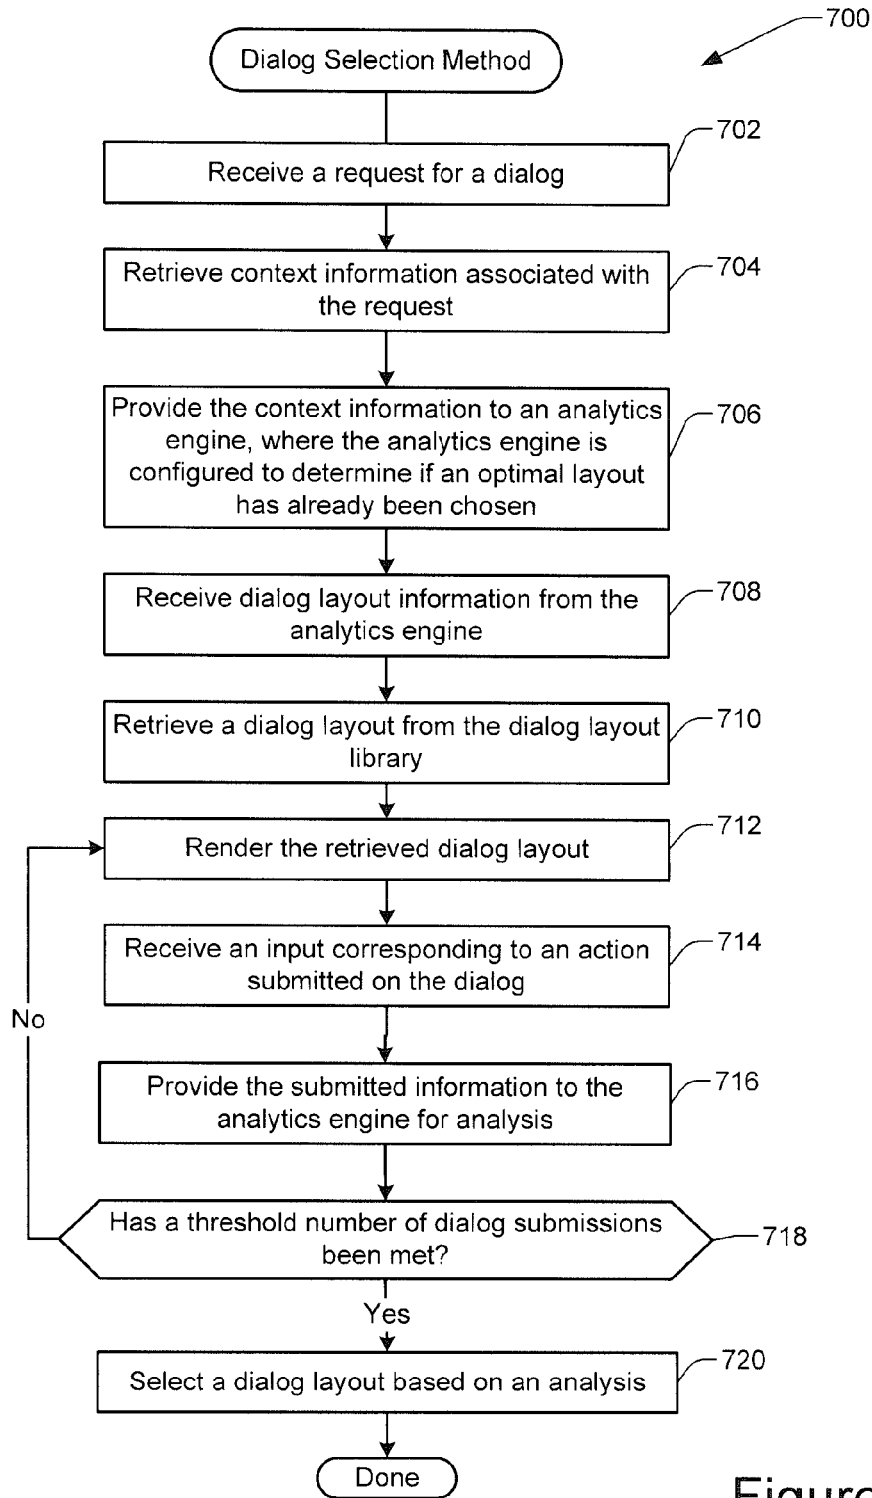 700
Dialog Selection Method
702
Receive a request for a dialog
704
Retrieve context information associated with
the request
706
Provide the context information to an analytics
engine, where the analytics engine is
configured to determine if an optimal layout
has already been chosen
708
Receive dialog layout information from the
analytics engine
710
Retrieve a dialog layout from the dialog layout
library
712
Render the retrieved dialog layout
714
Receive an input corresponding to an action
submitted on the dialog
No
716
Provide the submitted information to the
analytics engine for analysis
Has a threshold number of dialog submissions
been met?
718
Yes
720
Select a dialog layout based on an analysis
Done
Figure